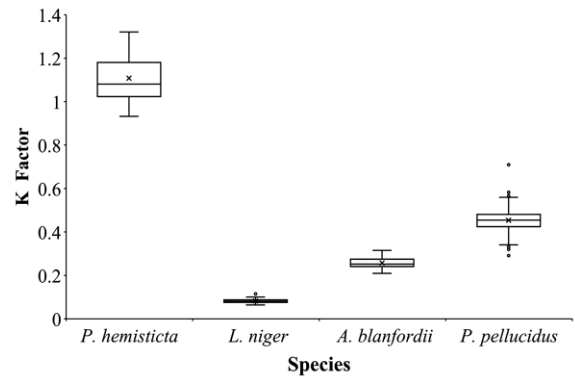 1.4
1.2
1
0.8
0.6
0.4
0.2
0
K Factor
P. hemisticta L. niger A. blanfordii P. pellucidus
Species